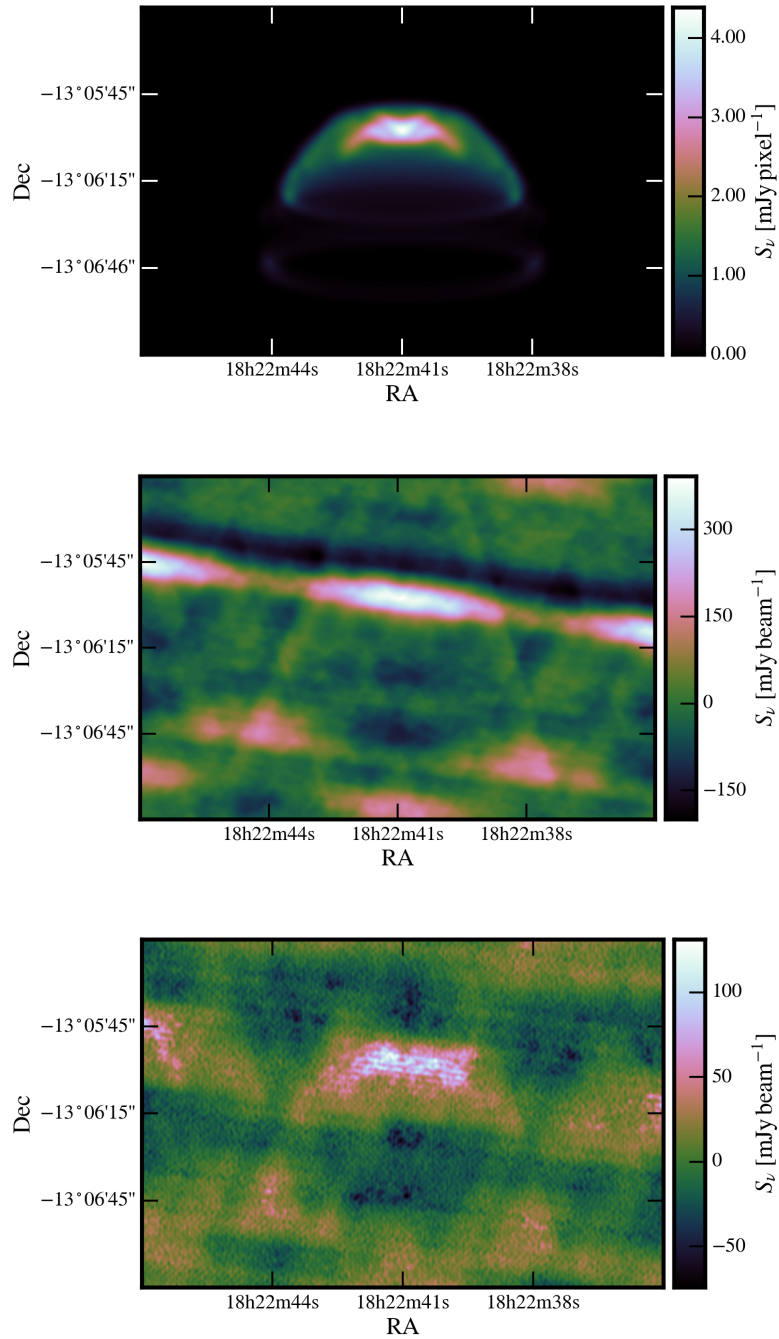 4.00
−13°05′45″
3.00
Dec
−13°06′15″
2.00
S_ν [mJy pixel⁻¹]
−13°06′46″
1.00
0.00
18h22m44s 18h22m41s 18h22m38s
RA
300
−13°05′45″
150
Dec
−13°06′15″
0
S_ν [mJy beam⁻¹]
−13°06′45″
−150
18h22m44s 18h22m41s 18h22m38s
RA
100
−13°05′45″
50
Dec
−13°06′15″
0
S_ν [mJy beam⁻¹]
−13°06′45″
−50
18h22m44s 18h22m41s 18h22m38s
RA